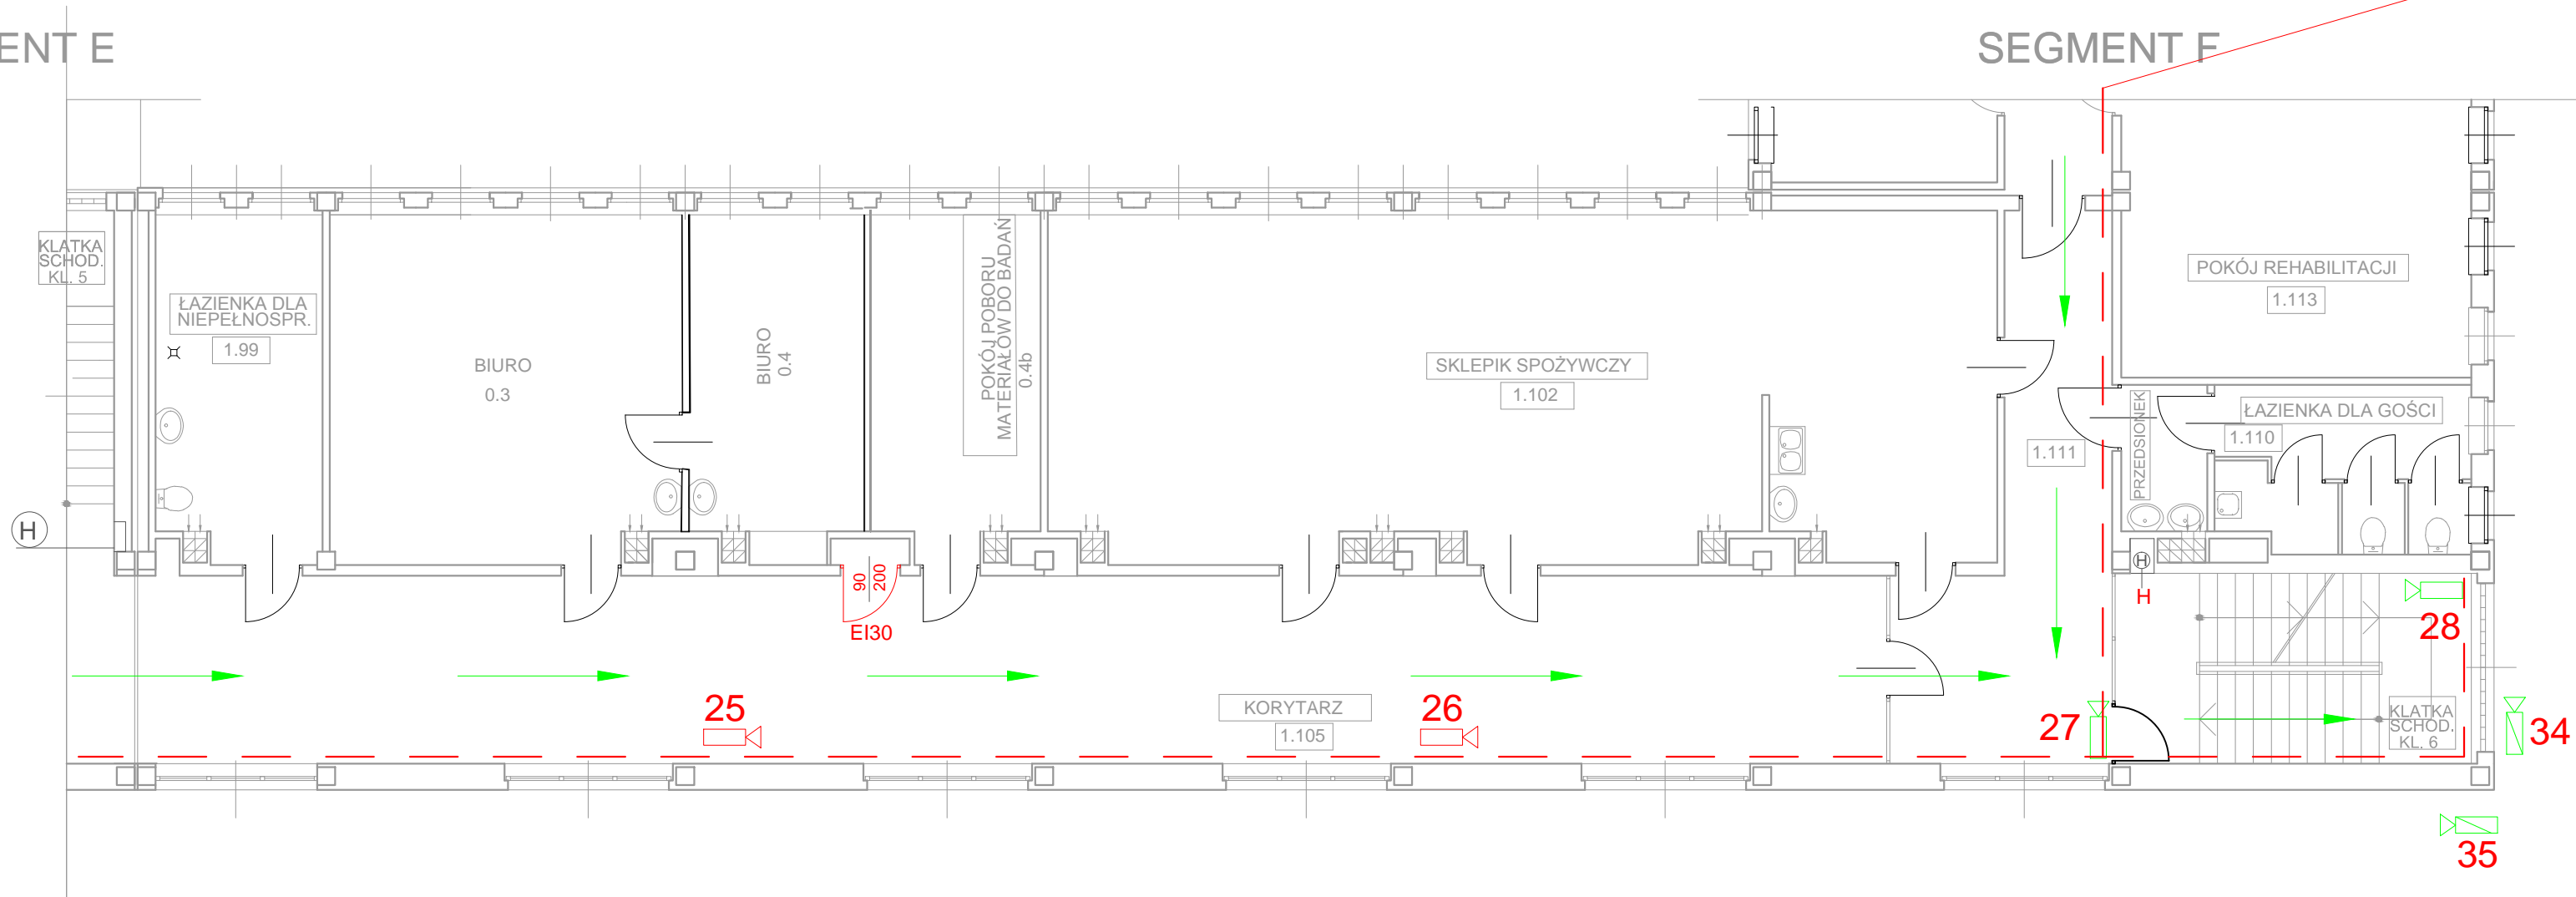 ENT E
SEGMENT F
KLATKA
SCHOD.
KL. 5
H
ŁAZIENKA DLA
NIEPEŁNOSPR.
1.99
BIURO
0.3
BIURO
0.4
POKÓJ POBORU
MATERIAŁÓW DO BADAŃ
0.4b
SKLEPIK SPOŻYWCZY
1.102
POKÓJ REHABILITACJI
1.113
1.111
PRZEDSIONEK
ŁAZIENKA DLA GOŚCI
1.110
90
200
EI30
H
H
28
25
26
KORYTARZ
1.105
27
KLATKA
SCHOD.
KL. 6
34
35